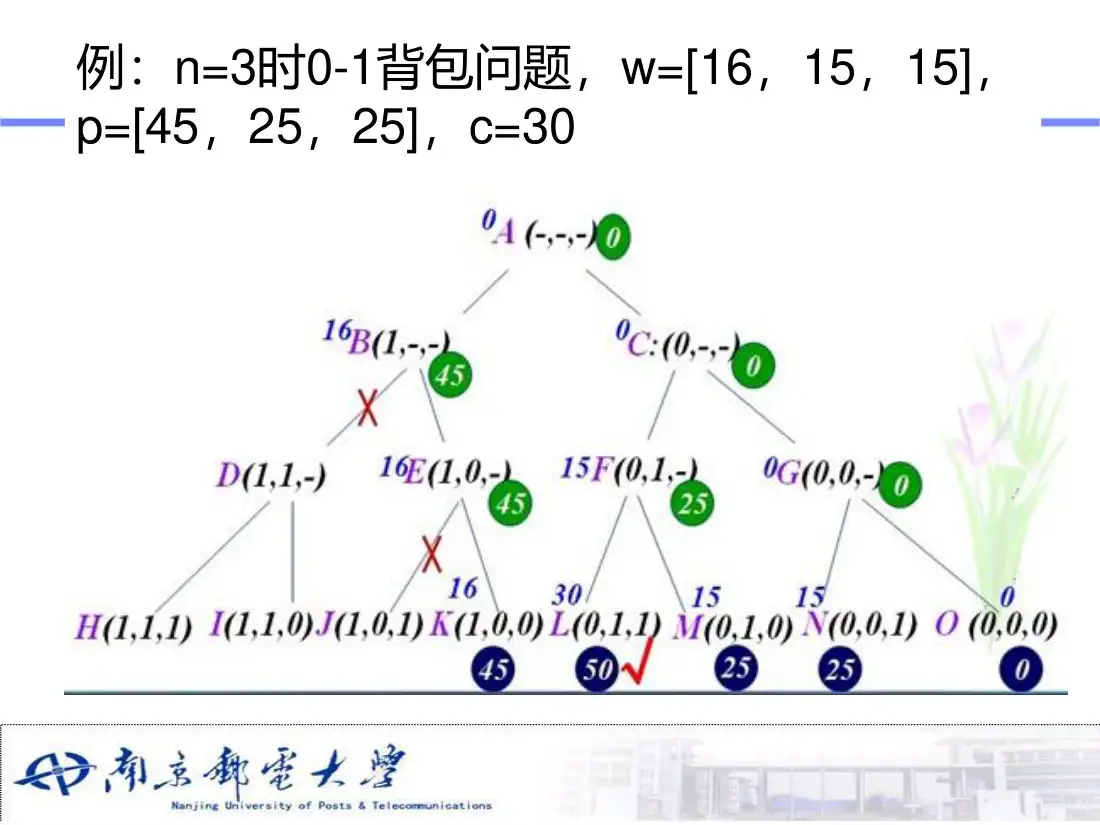 例：n=3时0-1背包问题，w=[16，15，15]，
p=[45，25，25]，c=30
0A (-,-,-) 0
16B(1,-,-) 45 0C:(0,-,-) 0
X
D(1,1,-) 16E(1,0,-) 45 15F(0,1,-) 25 0G(0,0,-) 0
X
16 30 15 15 0
H(1,1,1) I(1,1,0) J(1,0,1) K(1,0,0) L(0,1,1) M(0,1,0) N(0,0,1) O (0,0,0)
45 50 √ 25 25 0
南京邮电大学
Nanjing University of Posts & Telecommunications